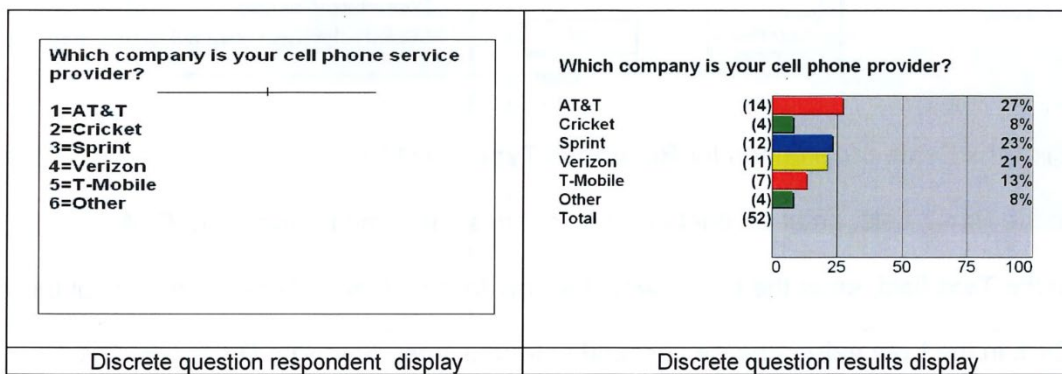 Which company is your cell phone service
provider?
1=AT&T
2=Cricket
3=Sprint
4=Verizon
5=T-Mobile
6=Other
Discrete question respondent display
Which company is your cell phone provider?
AT&T (14) 27%
Cricket (4) 8%
Sprint (12) 23%
Verizon (11) 21%
T-Mobile (7) 13%
Other (4) 8%
Total (52)
0 25 50 75 100
Discrete question results display